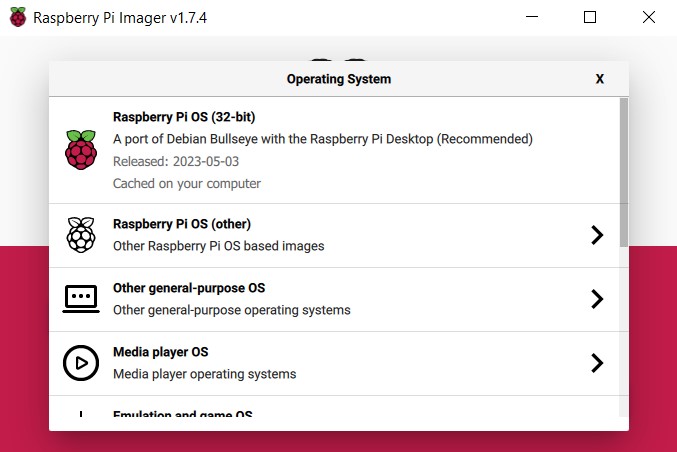 Raspberry Pi Imager v1.7.4
Operating System
X
Raspberry Pi OS (32-bit)
A port of Debian Bullseye with the Raspberry Pi Desktop (Recommended)
Released: 2023-05-03
Cached on your computer
Raspberry Pi OS (other)
Other Raspberry Pi OS based images
Other general-purpose OS
Other general-purpose operating systems
Media player OS
Media player operating systems
Emulation and game OS